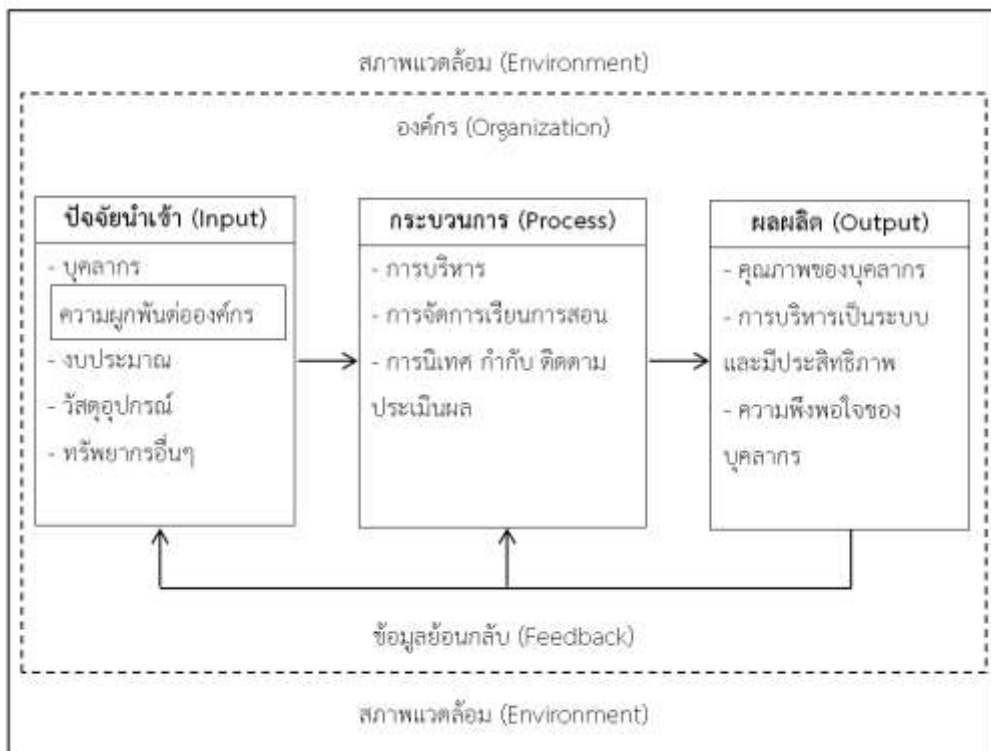 สภาพแวดล้อม (Environment)
องค์กร (Organization)
ปัจจัยนำเข้า (Input)
- บุคลากร
ความผูกพันต่อองค์กร
- งบประมาณ
- วัสดุอุปกรณ์
- ทรัพยากรอื่นๆ
กระบวนการ (Process)
- การบริหาร
- การจัดการเรียนการสอน
- การนิเทศ กำกับ ติดตาม
ประเมินผล
ผลผลิต (Output)
- คุณภาพของบุคลากร
- การบริหารเป็นระบบ
และมีประสิทธิภาพ
- ความพึงพอใจของ
บุคลากร
ข้อมูลย้อนกลับ (Feedback)
สภาพแวดล้อม (Environment)